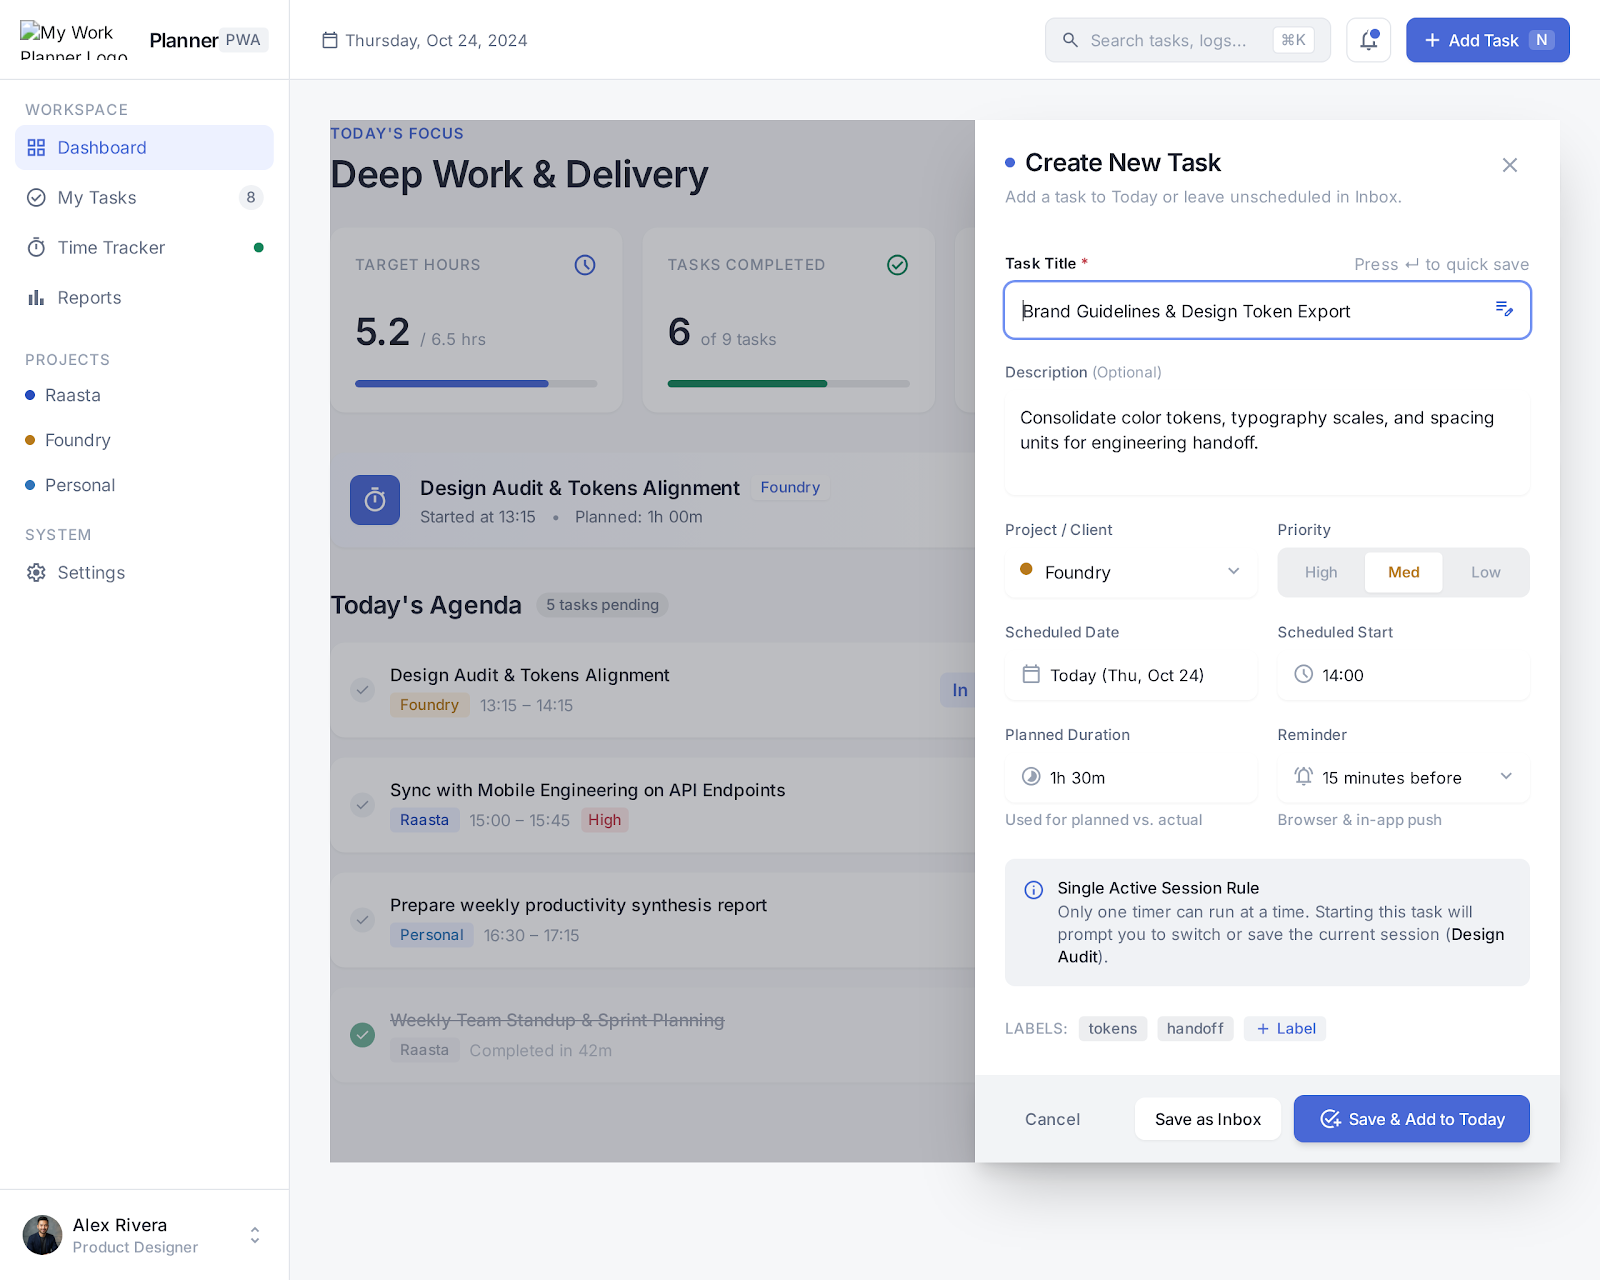 My Work
Planner Logo
Planner PWA
Thursday, Oct 24, 2024
Search tasks, logs... ⌘K
Add Task N
WORKSPACE
Dashboard
My Tasks 8
Time Tracker
Reports
PROJECTS
Raasta
Foundry
Personal
SYSTEM
Settings
Alex Rivera
Product Designer
TODAY'S FOCUS
Deep Work & Delivery
TARGET HOURS
5.2 / 6.5 hrs
TASKS COMPLETED
6 of 9 tasks
Design Audit & Tokens Alignment Foundry
Started at 13:15 • Planned: 1h 00m
Today's Agenda 5 tasks pending
Design Audit & Tokens Alignment
Foundry 13:15 – 14:15
In
Sync with Mobile Engineering on API Endpoints
Raasta 15:00 – 15:45 High
Prepare weekly productivity synthesis report
Personal 16:30 – 17:15
Weekly Team Standup & Sprint Planning
Raasta Completed in 42m
Create New Task
Add a task to Today or leave unscheduled in Inbox.
Task Title * Press ↵ to quick save
Brand Guidelines & Design Token Export
Description (Optional)
Consolidate color tokens, typography scales, and spacing
units for engineering handoff.
Project / Client Priority
Foundry High Med Low
Scheduled Date Scheduled Start
Today (Thu, Oct 24) 14:00
Planned Duration Reminder
1h 30m 15 minutes before
Used for planned vs. actual Browser & in-app push
Single Active Session Rule
Only one timer can run at a time. Starting this task will
prompt you to switch or save the current session (Design
Audit).
LABELS: tokens handoff + Label
Cancel Save as Inbox Save & Add to Today